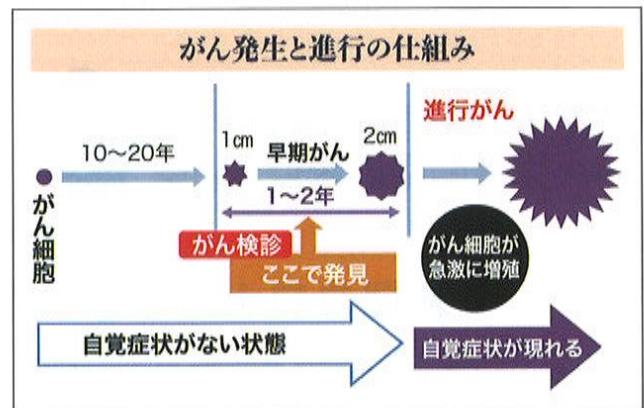 がん発生と進行の仕組み
進行がん
1cm
早期がん
2cm
10〜20年
1〜2年
がん細胞
がん検診
ここで発見
がん細胞が
急激に増殖
自覚症状がない状態
自覚症状が現れる